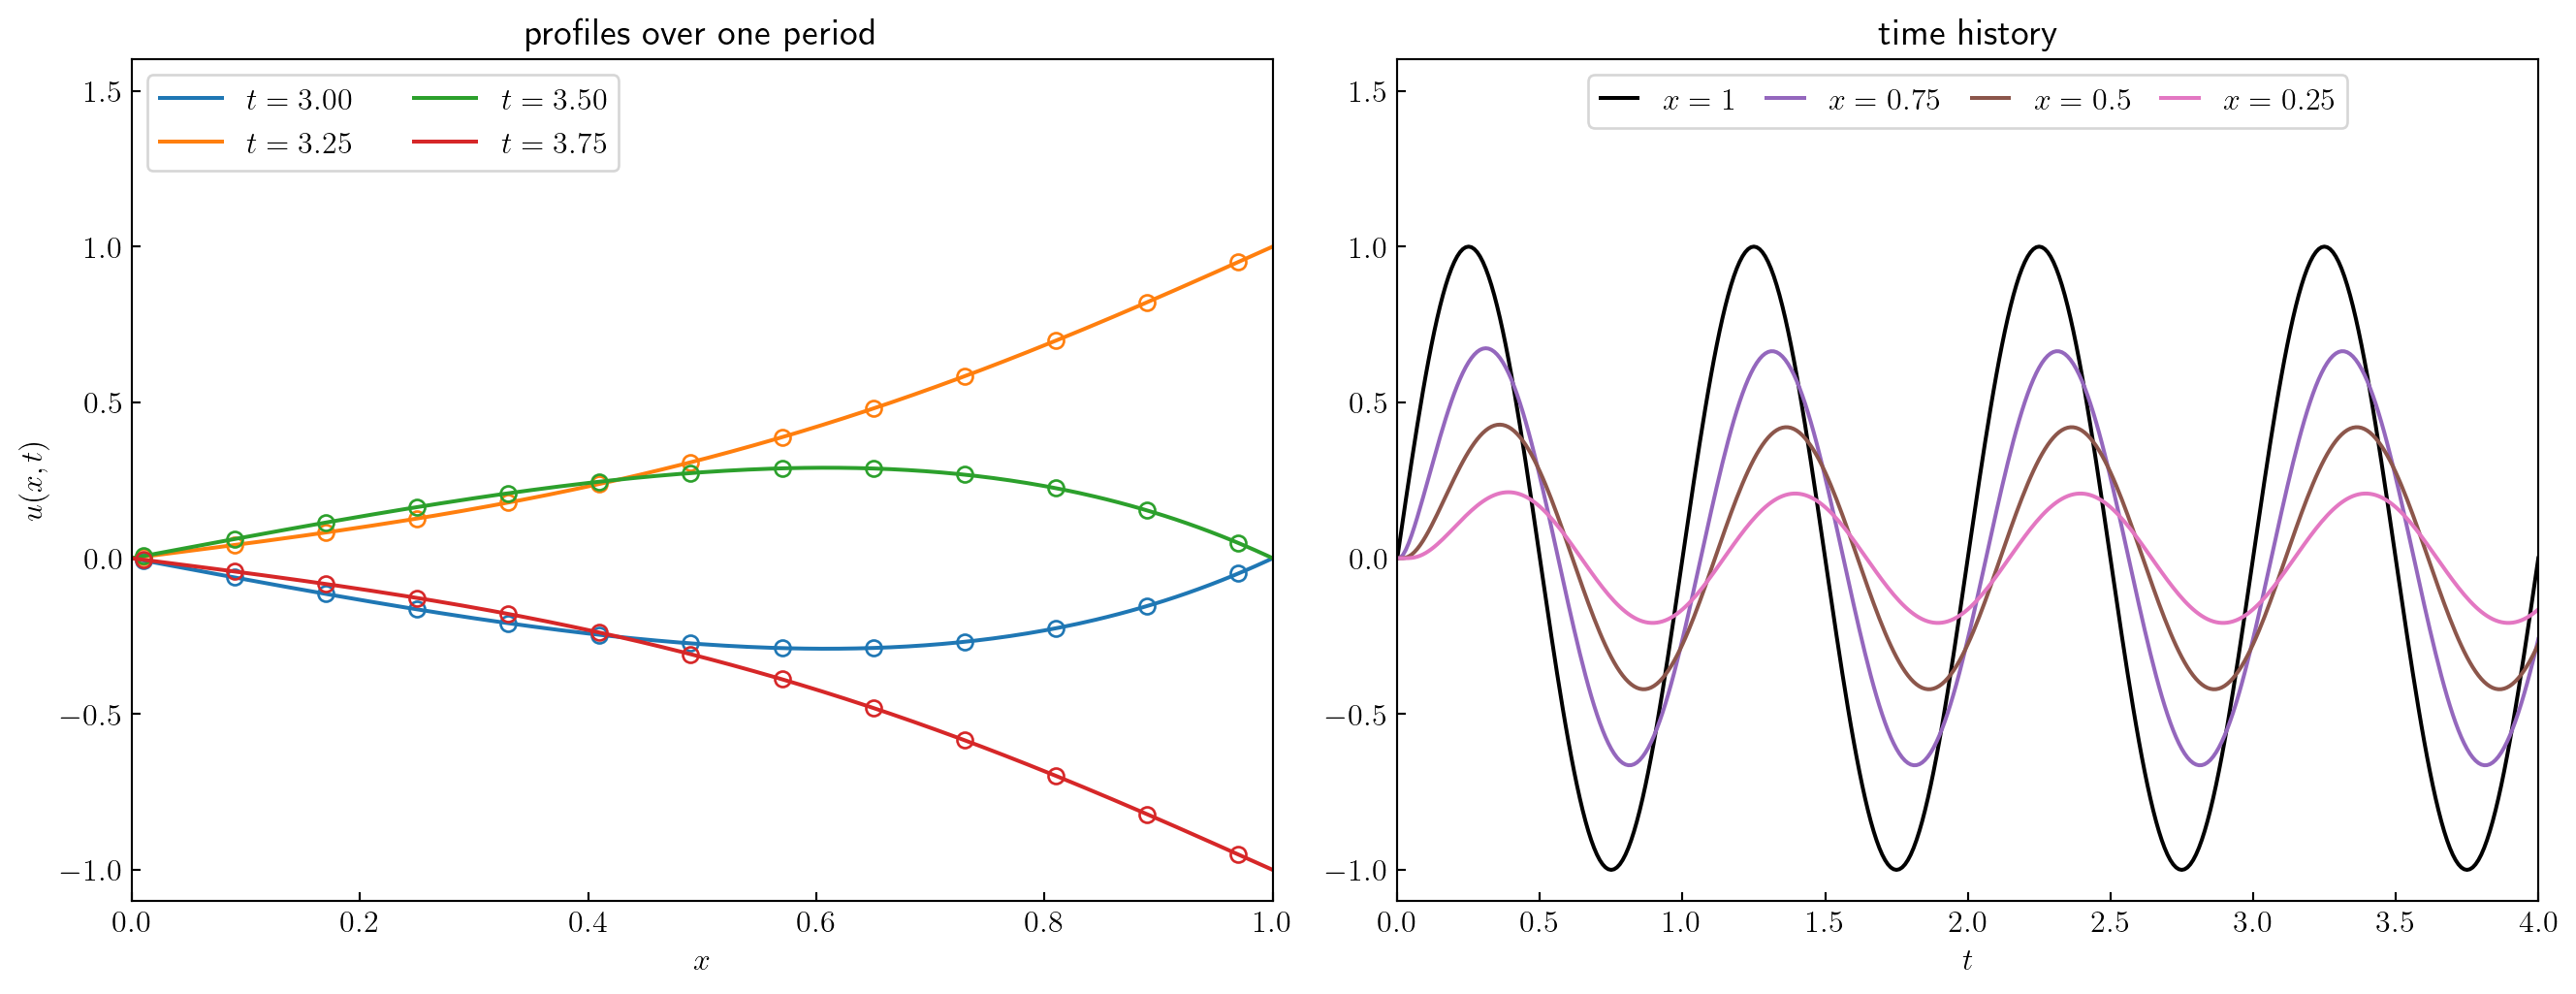 profiles over one period
t = 3.00
t = 3.25
t = 3.50
t = 3.75
u(x, t)
1.5
1.0
0.5
0.0
−0.5
−1.0
0.0 0.2 0.4 0.6 0.8 1.0
x
time history
x = 1 x = 0.75 x = 0.5 x = 0.25
1.5
1.0
0.5
0.0
−0.5
−1.0
0.0 0.5 1.0 1.5 2.0 2.5 3.0 3.5 4.0
t